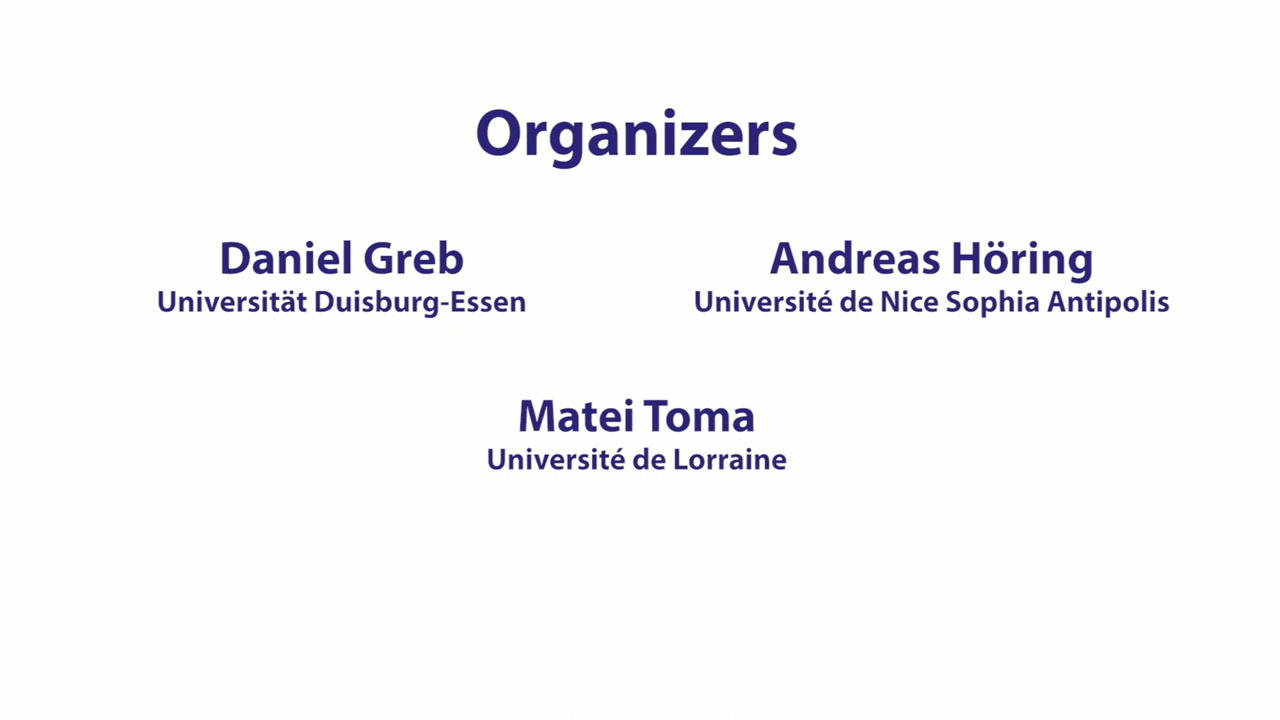 Organizers
Daniel Greb
Universität Duisburg-Essen
Andreas Höring
Université de Nice Sophia Antipolis
Matei Toma
Université de Lorraine